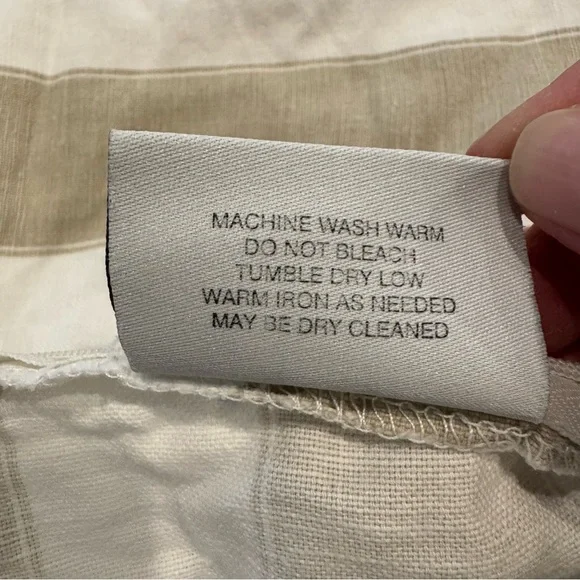 MACHINE WASH WARM
DO NOT BLEACH
TUMBLE DRY LOW
WARM IRON AS NEEDED
MAY BE DRY CLEANED